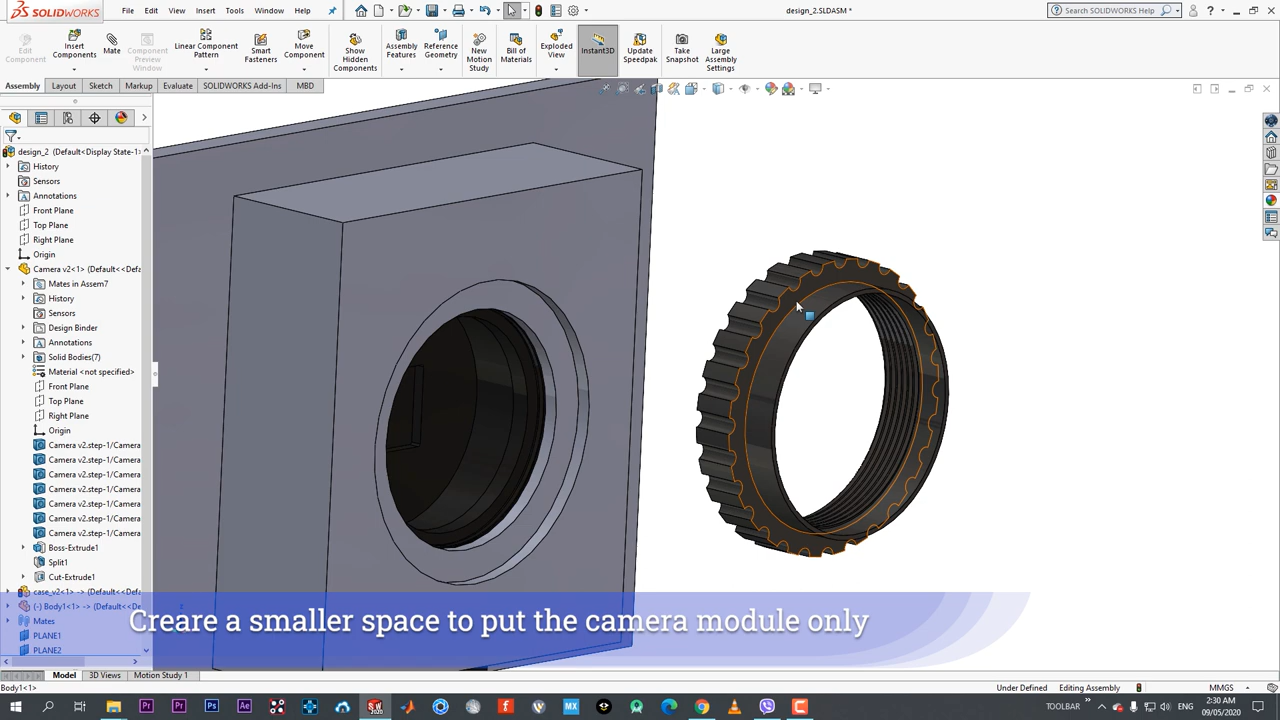 SOLIDWORKS
File Edit View Insert Tools Window Help
design_2.SLDASM *
Search SOLIDWORKS Help
Edit Component
Insert Components
Mate
Component Preview Window
Linear Component Pattern
Smart Fasteners
Move Component
Show Hidden Components
Assembly Features
Reference Geometry
New Motion Study
Bill of Materials
Exploded View
Instant3D
Update Speedpak
Take Snapshot
Large Assembly Settings
Assembly Layout Sketch Markup Evaluate SOLIDWORKS Add-Ins MBD
design_2 (Default<Display State-1>
History
Sensors
Annotations
Front Plane
Top Plane
Right Plane
Origin
Camera v2<1> (Default<<Defa
Mates in Assem7
History
Sensors
Design Binder
Annotations
Solid Bodies(7)
Material <not specified>
Front Plane
Top Plane
Right Plane
Origin
Camera v2.step-1/Camera
Camera v2.step-1/Camera
Camera v2.step-1/Camera
Camera v2.step-1/Camera
Camera v2.step-1/Camera
Camera v2.step-1/Camera
Camera v2.step-1/Camera
Boss-Extrude1
Split1
Cut-Extrude1
case_v2<1> -> (Default<<Defa
(-) Body1<1> -> (Default<<De
Mates
PLANE1
PLANE2
Creare a smaller space to put the camera module only
Model 3D Views Motion Study 1
Body1<1>
Under Defined Editing Assembly MMGS
TOOLBAR ENG
2:30 AM
09/05/2020